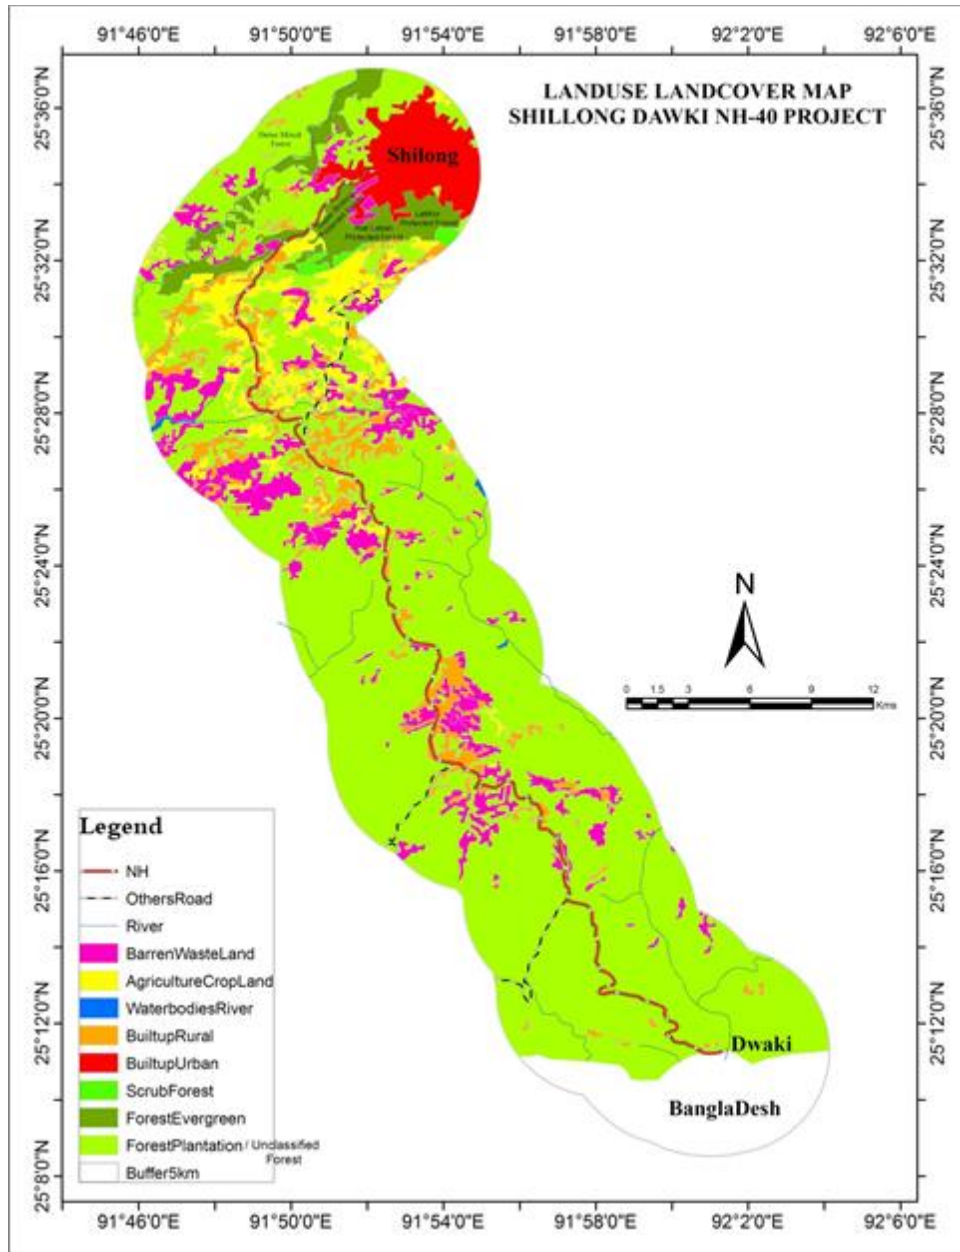 91°46'0"E 91°50'0"E 91°54'0"E 91°58'0"E 92°2'0"E 92°6'0"E
LANDUSE LANDCOVER MAP
SHILLONG DAWKI NH-40 PROJECT
25°36'0"N 25°36'0"N
Shilong
Protected Forest
25°32'0"N 25°32'0"N
25°28'0"N 25°28'0"N
25°24'0"N 25°24'0"N
N
0 1.5 3 6 9 12
Kms
25°20'0"N 25°20'0"N
Legend
NH
OthersRoad
River
BarrenWasteLand
AgricultureCropLand
WaterbodiesRiver
BuiltupRural
BuiltupUrban
ScrubForest
ForestEvergreen
ForestPlantation / Unclassified
Forest
Buffer5km
25°16'0"N 25°16'0"N
25°12'0"N 25°12'0"N
Dwaki
BanglaDesh
25°8'0"N 25°8'0"N
91°46'0"E 91°50'0"E 91°54'0"E 91°58'0"E 92°2'0"E 92°6'0"E